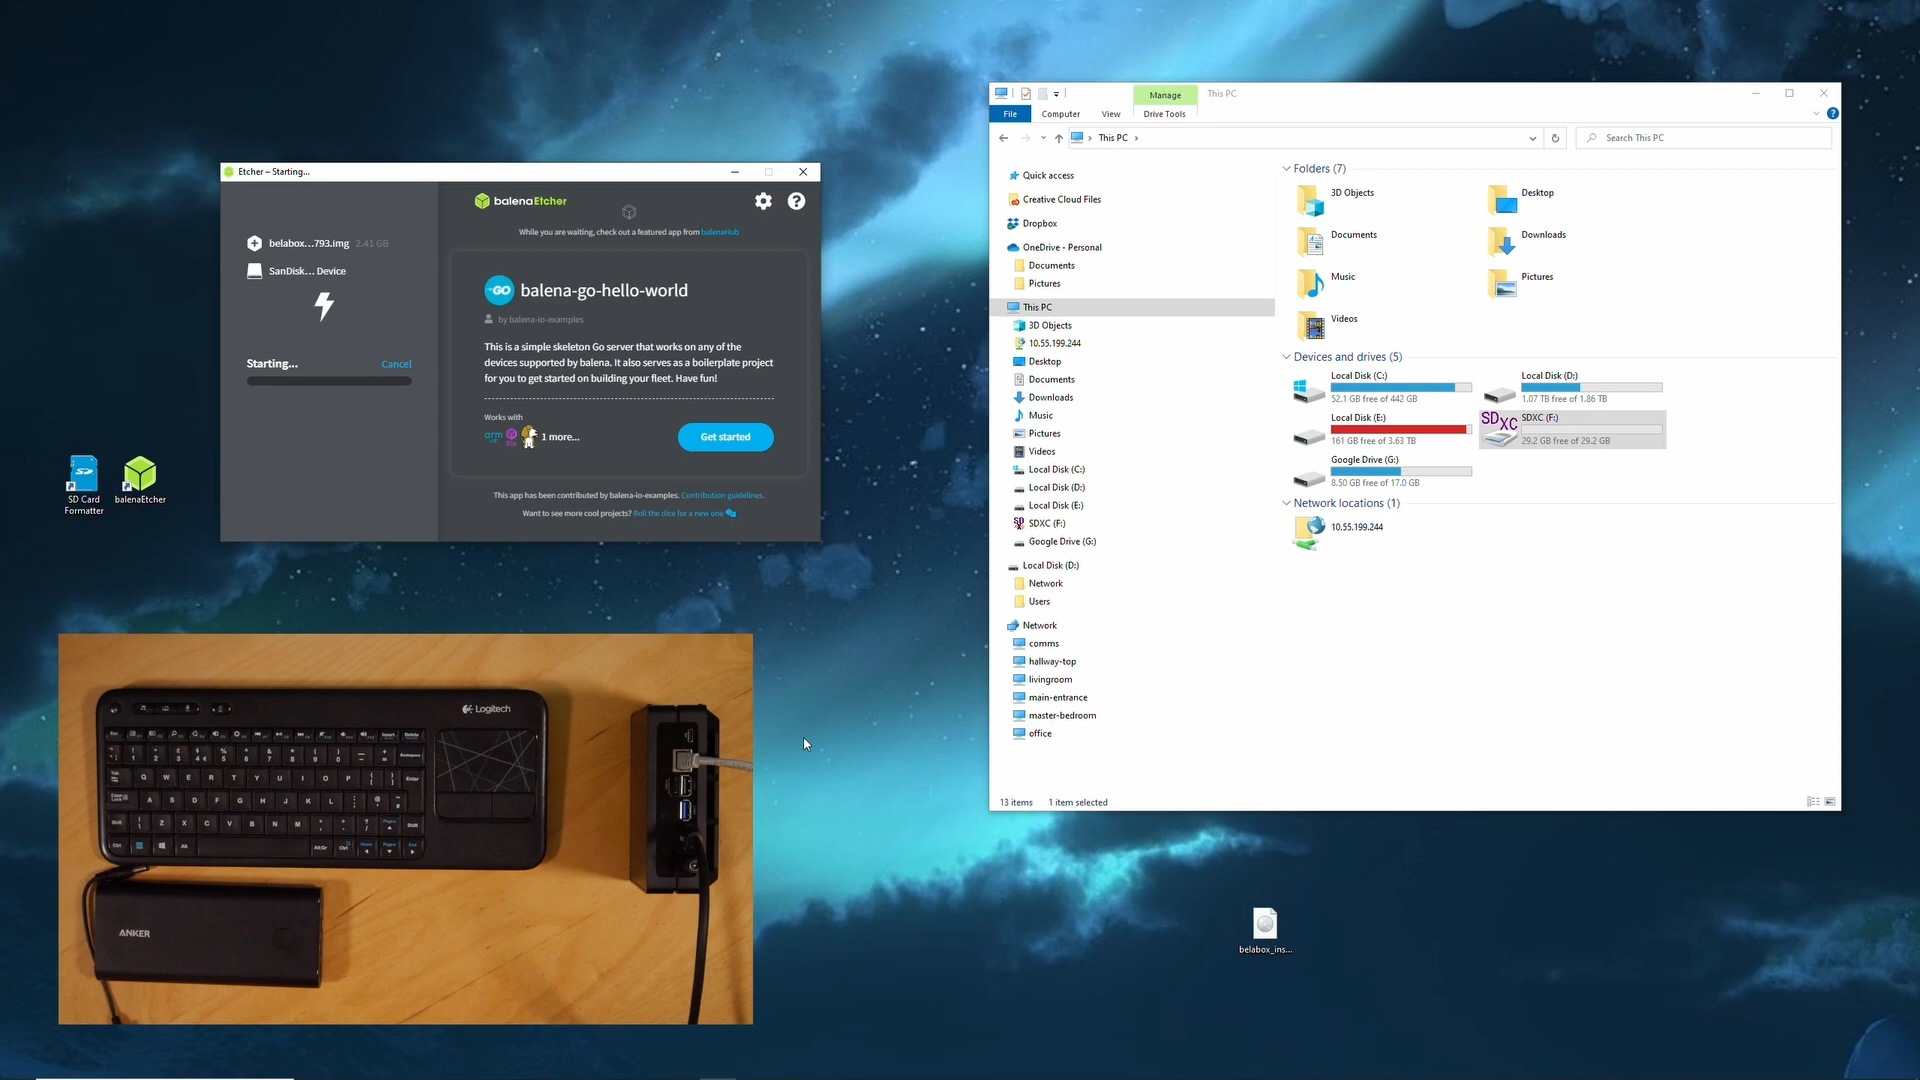 Etcher – Starting...
balenaEtcher
While you are waiting, check out a featured app from balenaHub
belabox...793.img 2.41 GB
SanDisk... Device
Starting... Cancel
GO balena-go-hello-world
by balena-io-examples
This is a simple skeleton Go server that works on any of the
devices supported by balena. It also serves as a boilerplate project
for you to get started on building your fleet. Have fun!
Works with
arm
1 more...
Get started
This app has been contributed by balena-io-examples. Contribution guidelines.
Want to see more cool projects? Roll the dice for a new one
SD Card
Formatter
balenaEtcher
Manage This PC
File Computer View Drive Tools
This PC
Search This PC
Quick access
Creative Cloud Files
Dropbox
OneDrive - Personal
Documents
Pictures
This PC
3D Objects
10.55.199.244
Desktop
Documents
Downloads
Music
Pictures
Videos
Local Disk (C:)
Local Disk (D:)
Local Disk (E:)
SDXC (F:)
Google Drive (G:)
Local Disk (D:)
Network
Users
Network
comms
hallway-top
livingroom
main-entrance
master-bedroom
office
Folders (7)
3D Objects
Desktop
Documents
Downloads
Music
Pictures
Videos
Devices and drives (5)
Local Disk (C:)
52.1 GB free of 442 GB
Local Disk (D:)
1.07 TB free of 1.86 TB
Local Disk (E:)
161 GB free of 3.63 TB
SDXC
SDXC (F:)
29.2 GB free of 29.2 GB
Google Drive (G:)
8.50 GB free of 17.0 GB
Network locations (1)
10.55.199.244
13 items 1 item selected
belabox_ins...
Logitech
Q W E R T Y U I O P
Enter
A S D F G H J K L
Shift Z X C V B N M Shift
Ctrl Alt AltGr Ctrl
ANKER